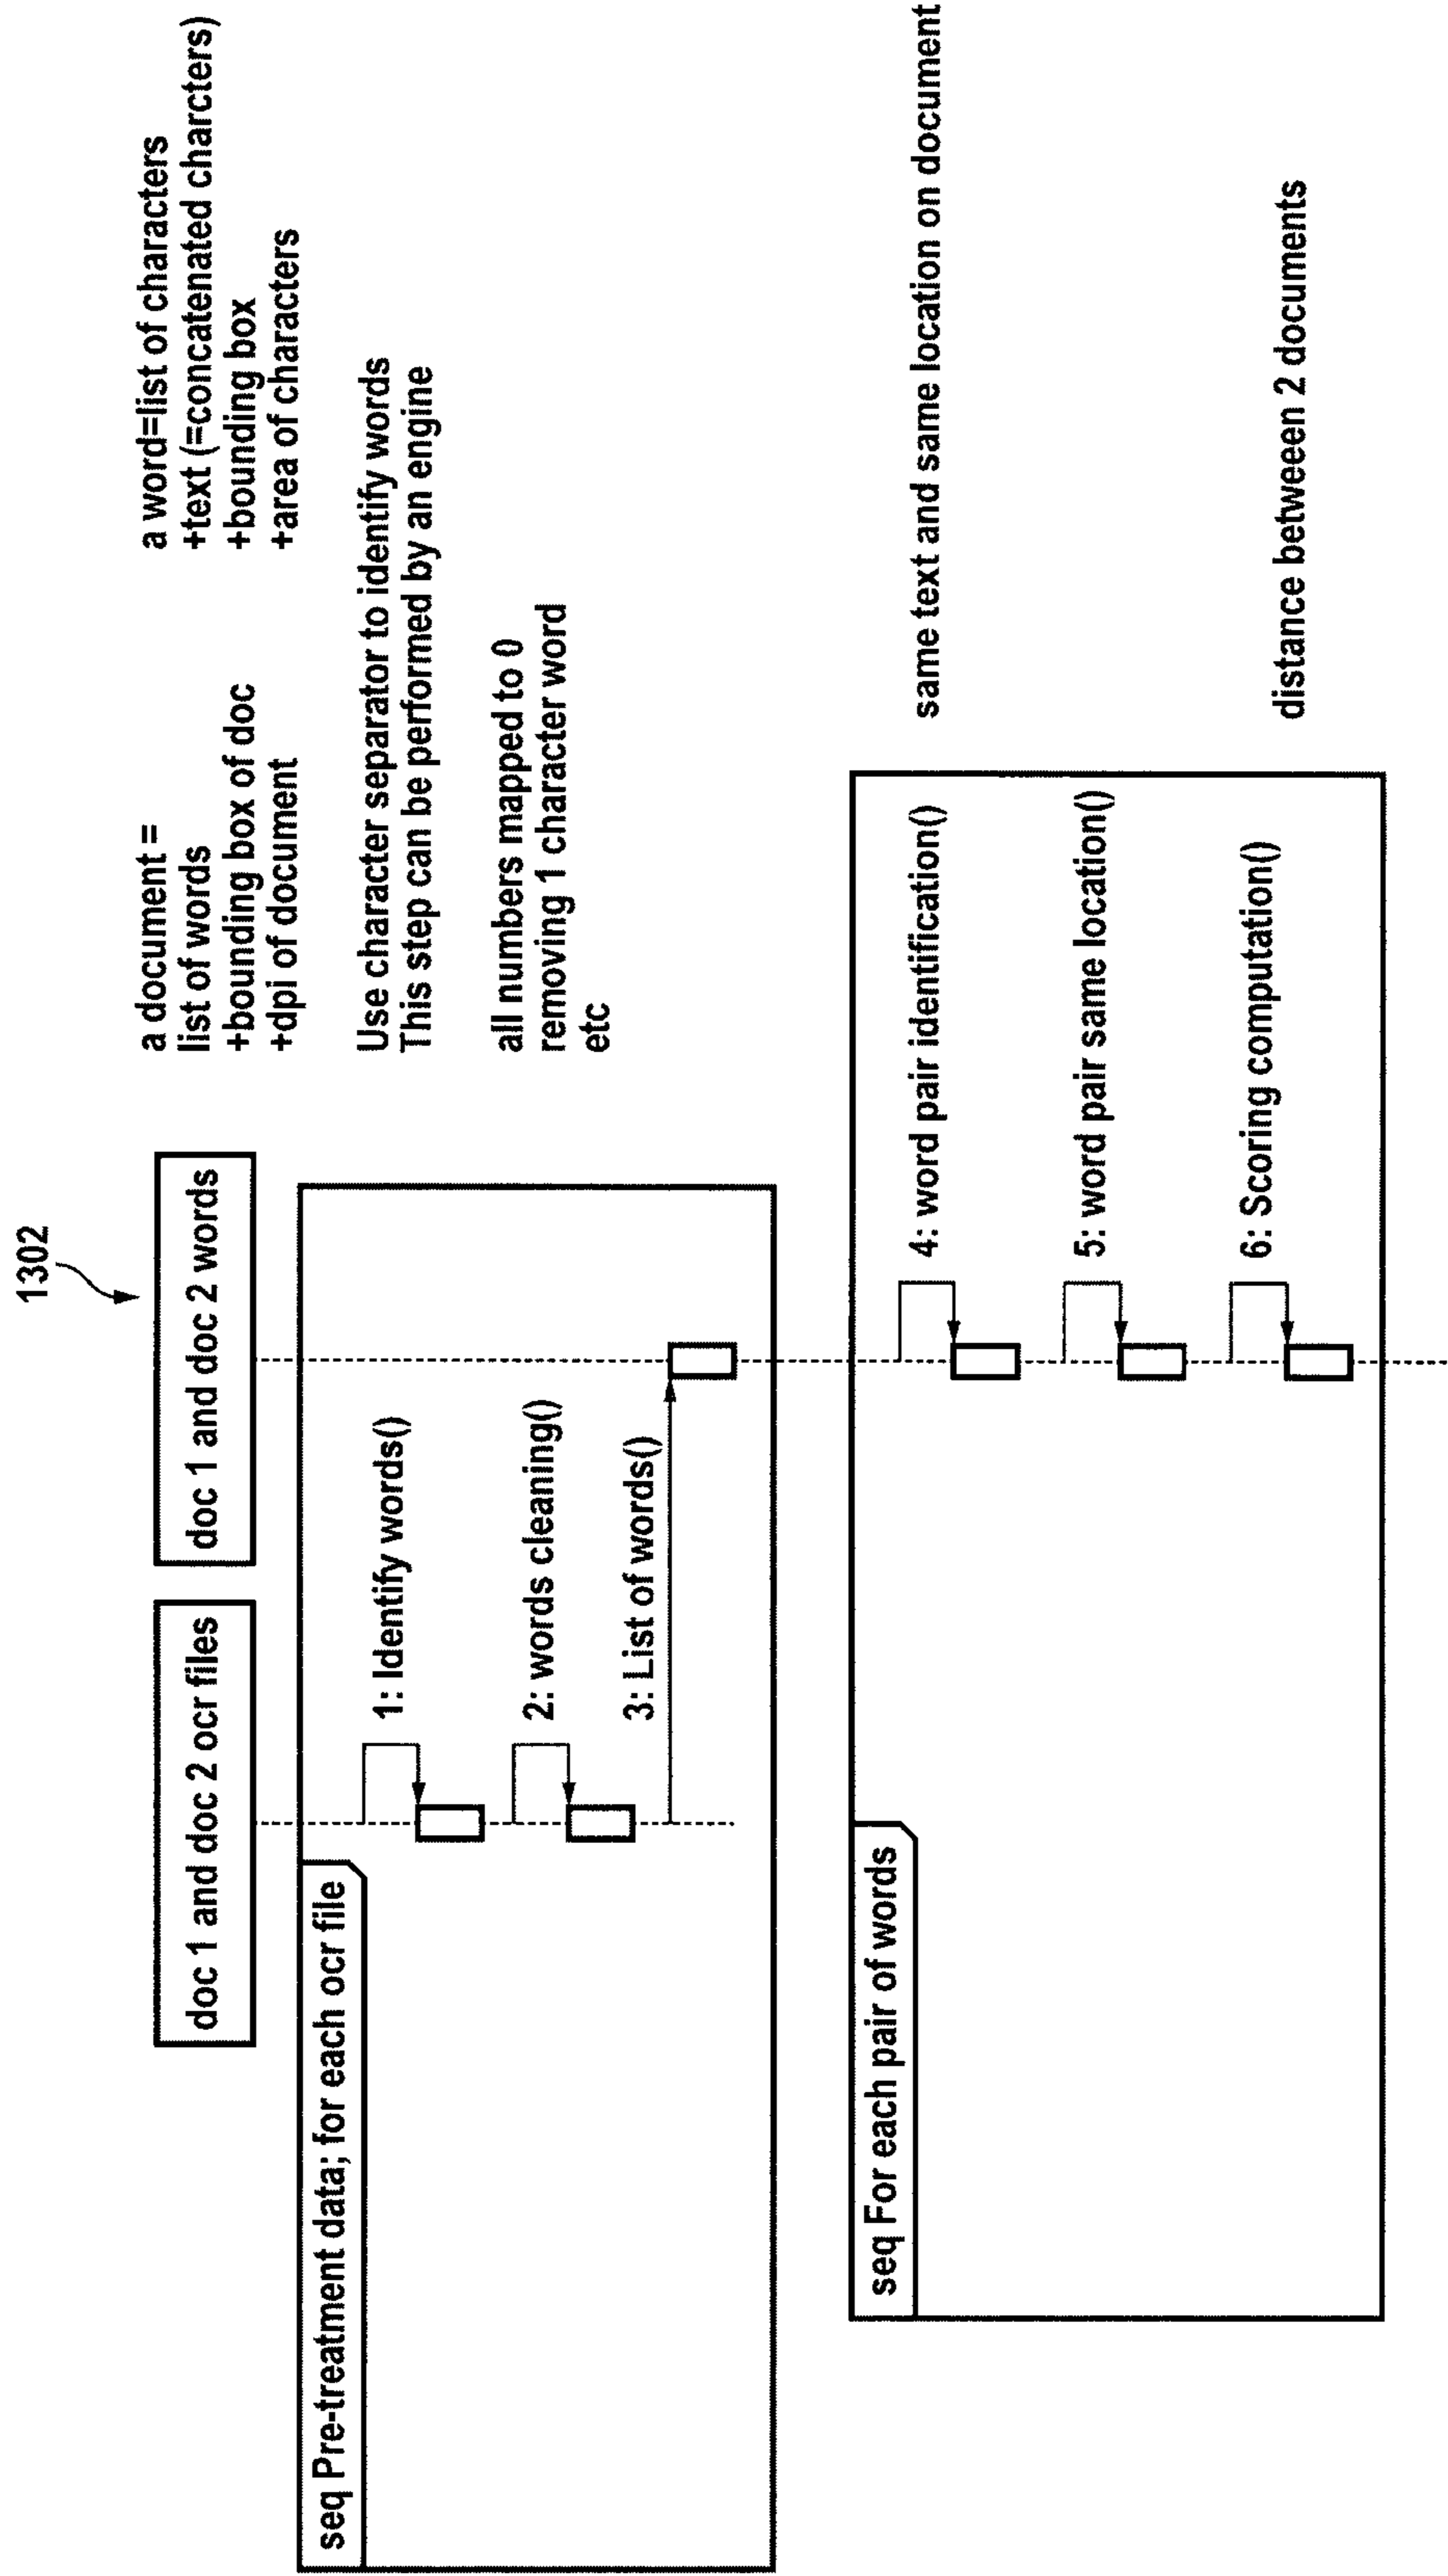 1302
doc 1 and doc 2 ocr files
doc 1 and doc 2 words
a document =
list of words
+bounding box of doc
+dpi of document
a word=list of characters
+text (=concatenated charcters)
+bounding box
+area of characters
seq Pre-treatment data; for each ocr file
1: Identify words()
Use character separator to identify words
This step can be performed by an engine
2: words cleaning()
all numbers mapped to 0
removing 1 character word
etc
3: List of words()
seq For each pair of words
4: word pair identification()
same text and same location on document
5: word pair same location()
6: Scoring computation()
distance between 2 documents